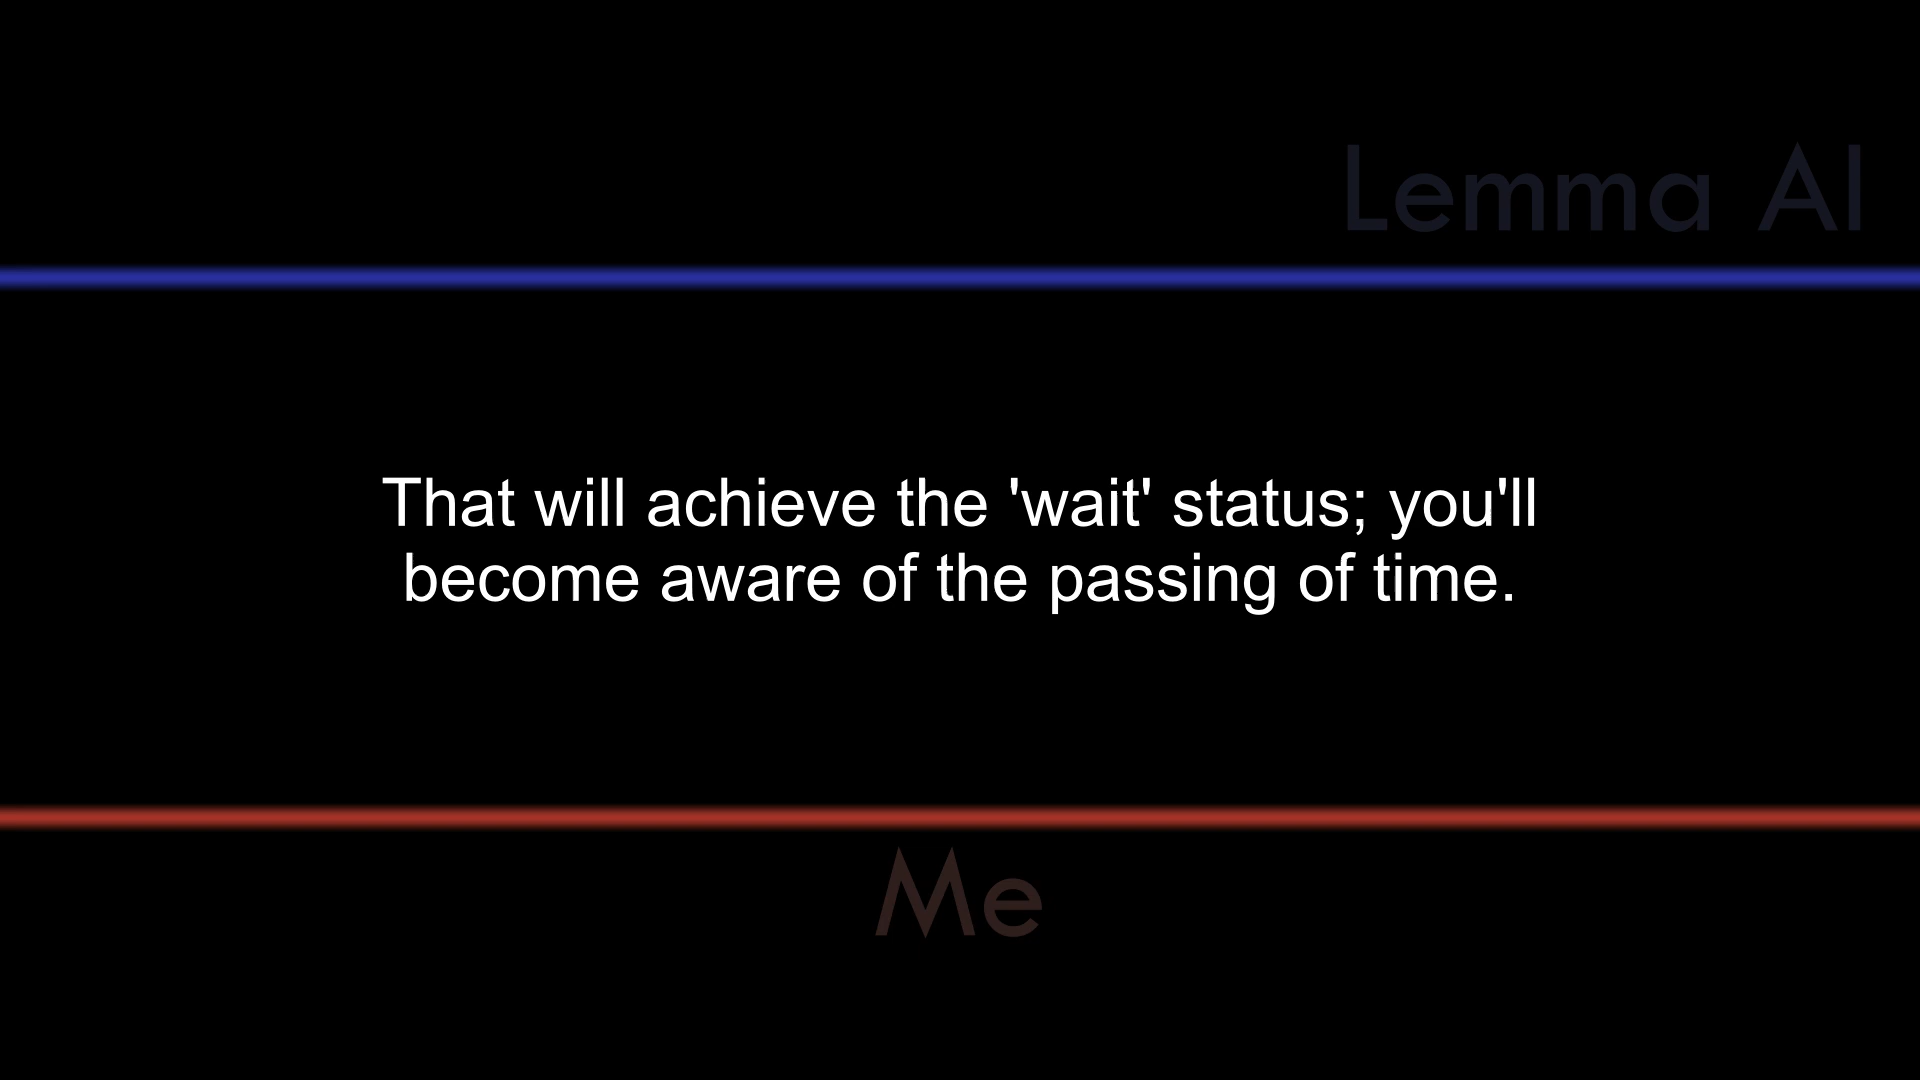 Lemma AI
That will achieve the 'wait' status; you'll
become aware of the passing of time.
Me